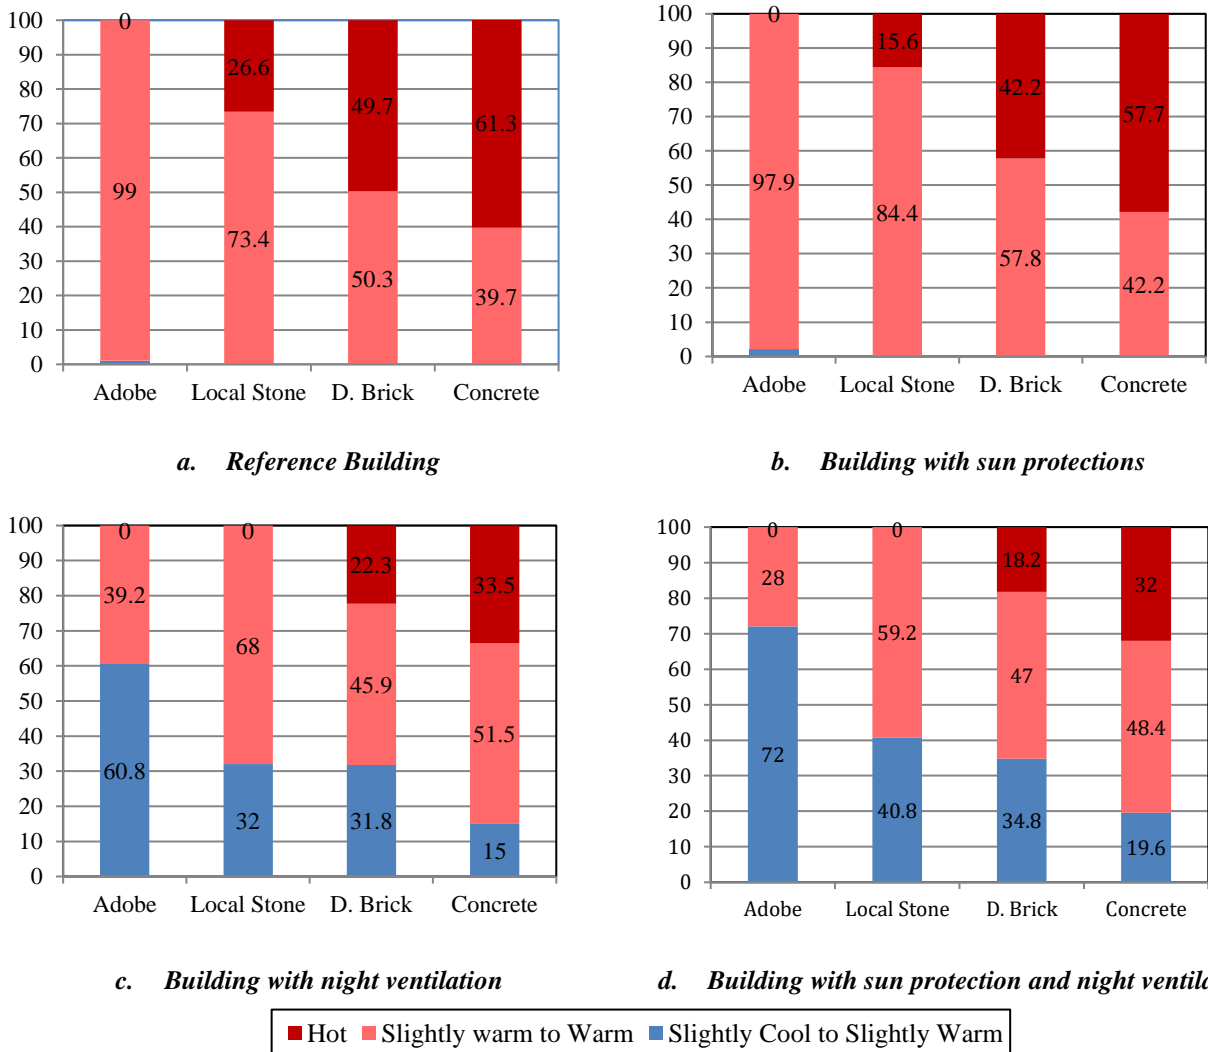 100 0
90 26.6
80 49.7
70 61.3
60
50 99
40 73.4
30 50.3
20 39.7
10
0
Adobe Local Stone D. Brick Concrete
a. Reference Building
100 0
90 15.6
80 42.2
70 57.7
60
50 97.9
40 84.4
30 57.8
20 42.2
10
0
Adobe Local Stone D. Brick Concrete
b. Building with sun protections
100 0 0
90 22.3 33.5
80 39.2
70 68
60
50 45.9
40 51.5
30 60.8
20 32 31.8
10 15
0
Adobe Local Stone D. Brick Concrete
c. Building with night ventilation
100 0 0
90 18.2 32
80 28
70 59.2
60 47
50
40 48.4
30 72
20 40.8 34.8
10 19.6
0
Adobe Local Stone D. Brick Concrete
d. Building with sun protection and night ventila
Hot Slightly warm to Warm Slightly Cool to Slightly Warm